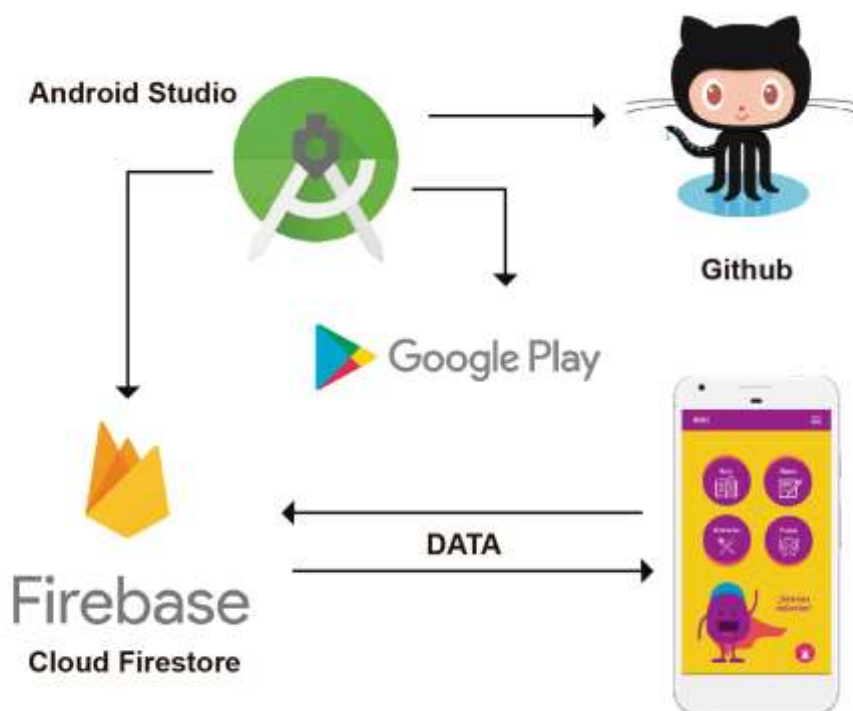 Android Studio
Github
Google Play
DATA
Firebase
Cloud Firestore